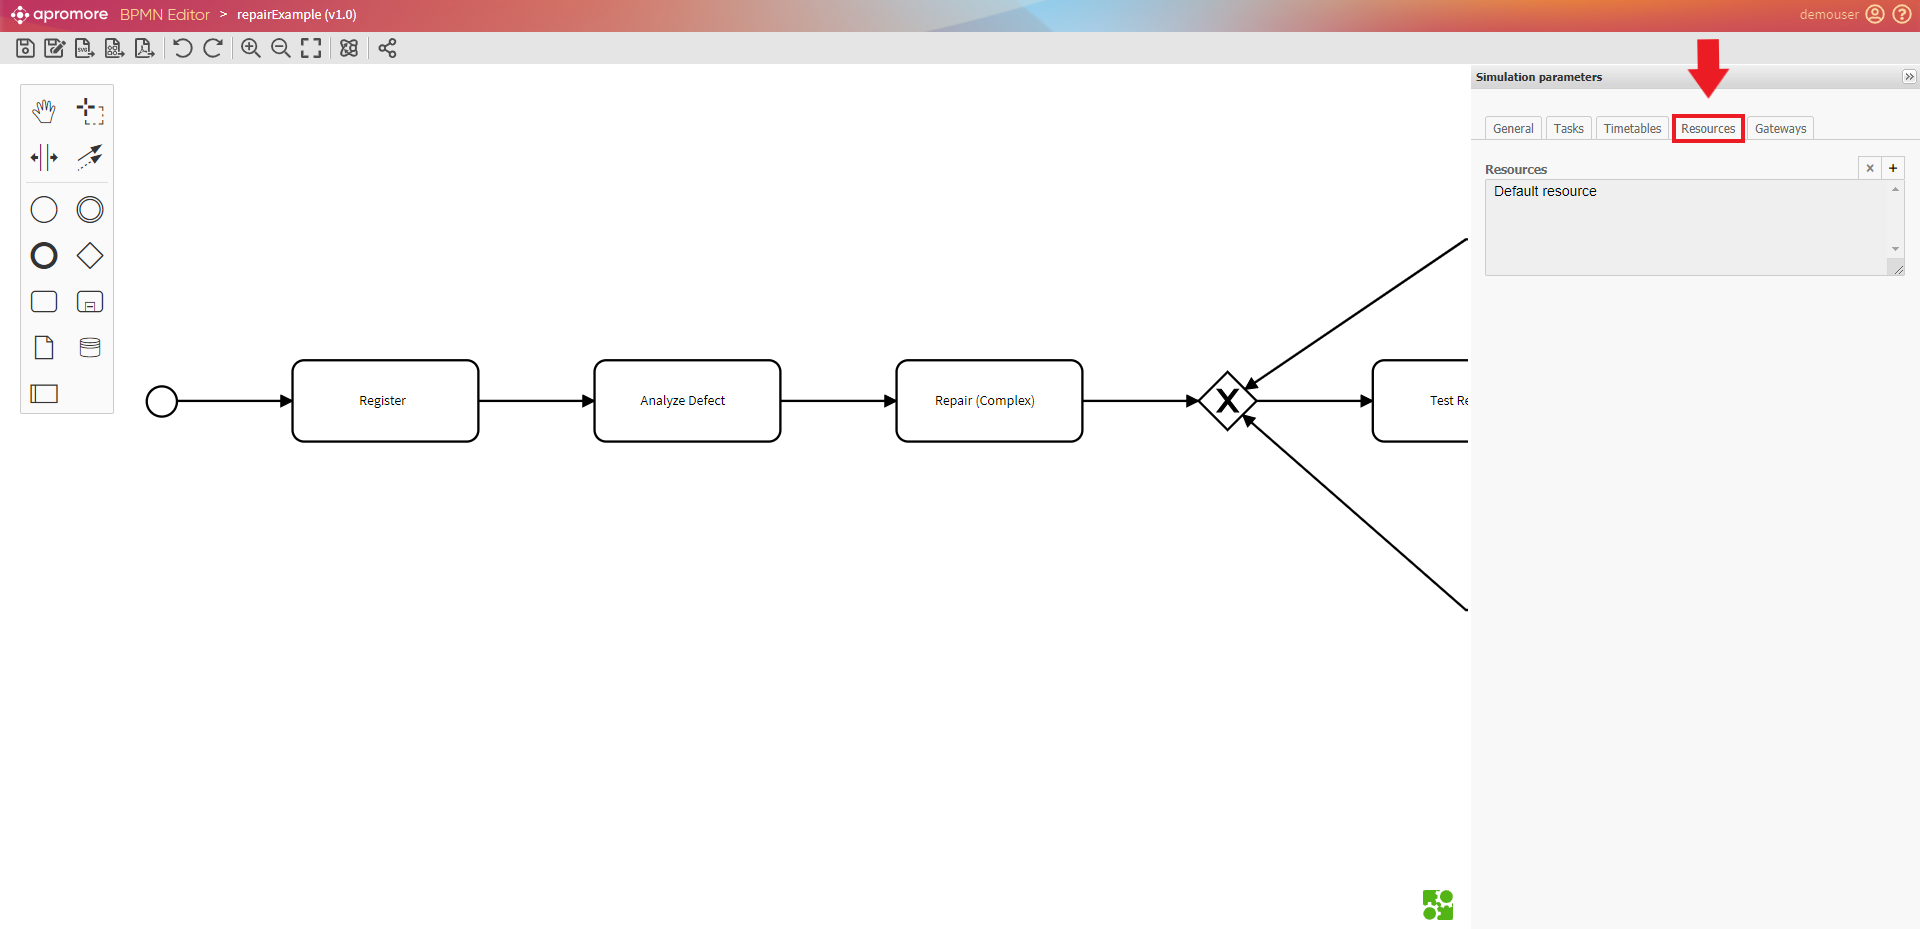 apromore BPMN Editor > repairExample (v1.0)
demouser
Simulation parameters
General Tasks Timetables Resources Gateways
Resources
Default resource
Register
Analyze Defect
Repair (Complex)
X
Test Re